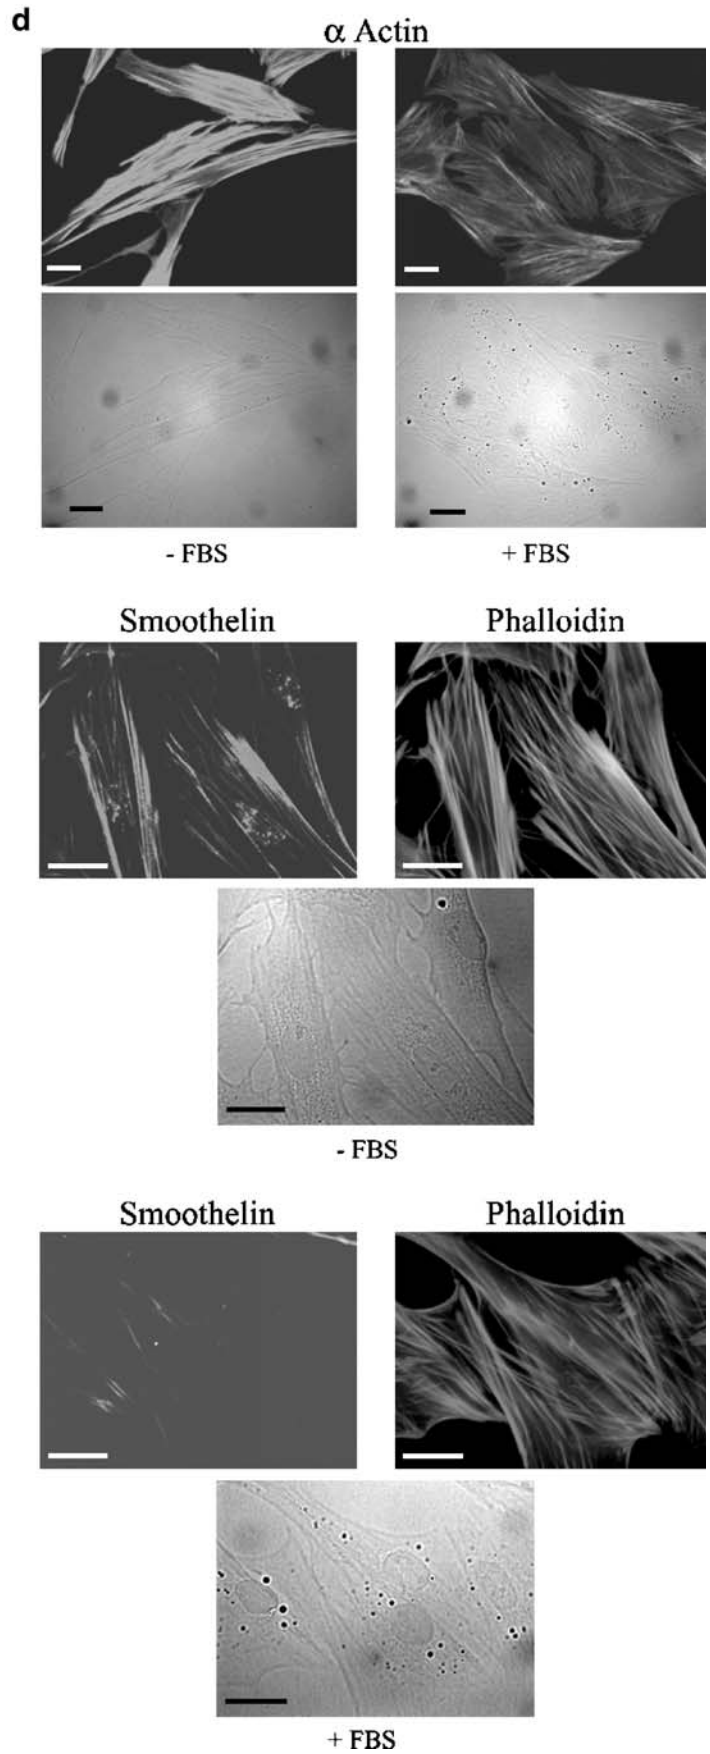 d
α Actin
- FBS
+ FBS
Smoothelin
Phalloidin
- FBS
Smoothelin
Phalloidin
+ FBS